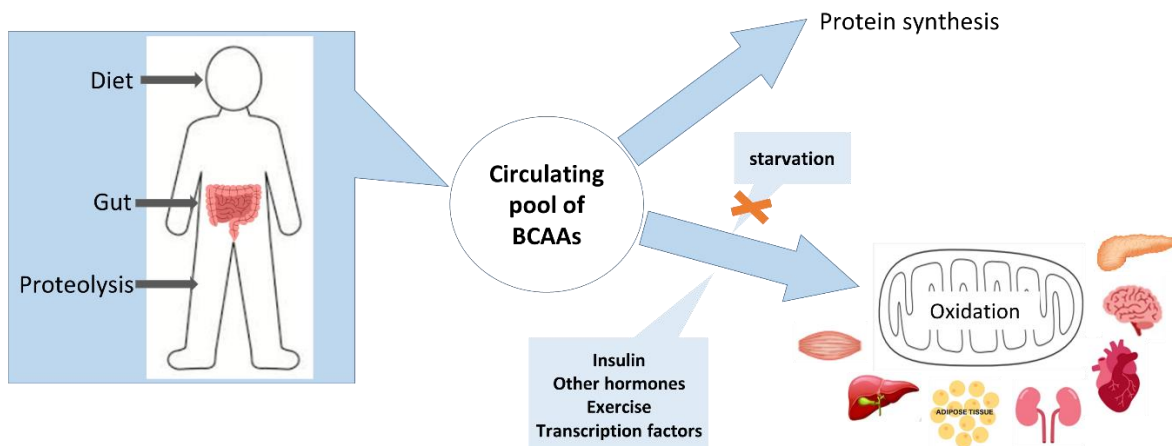 Diet
Gut
Proteolysis
Circulating
pool of
BCAAs
Protein synthesis
starvation
Insulin
Other hormones
Exercise
Transcription factors
Oxidation
ADIPOSE TISSUE